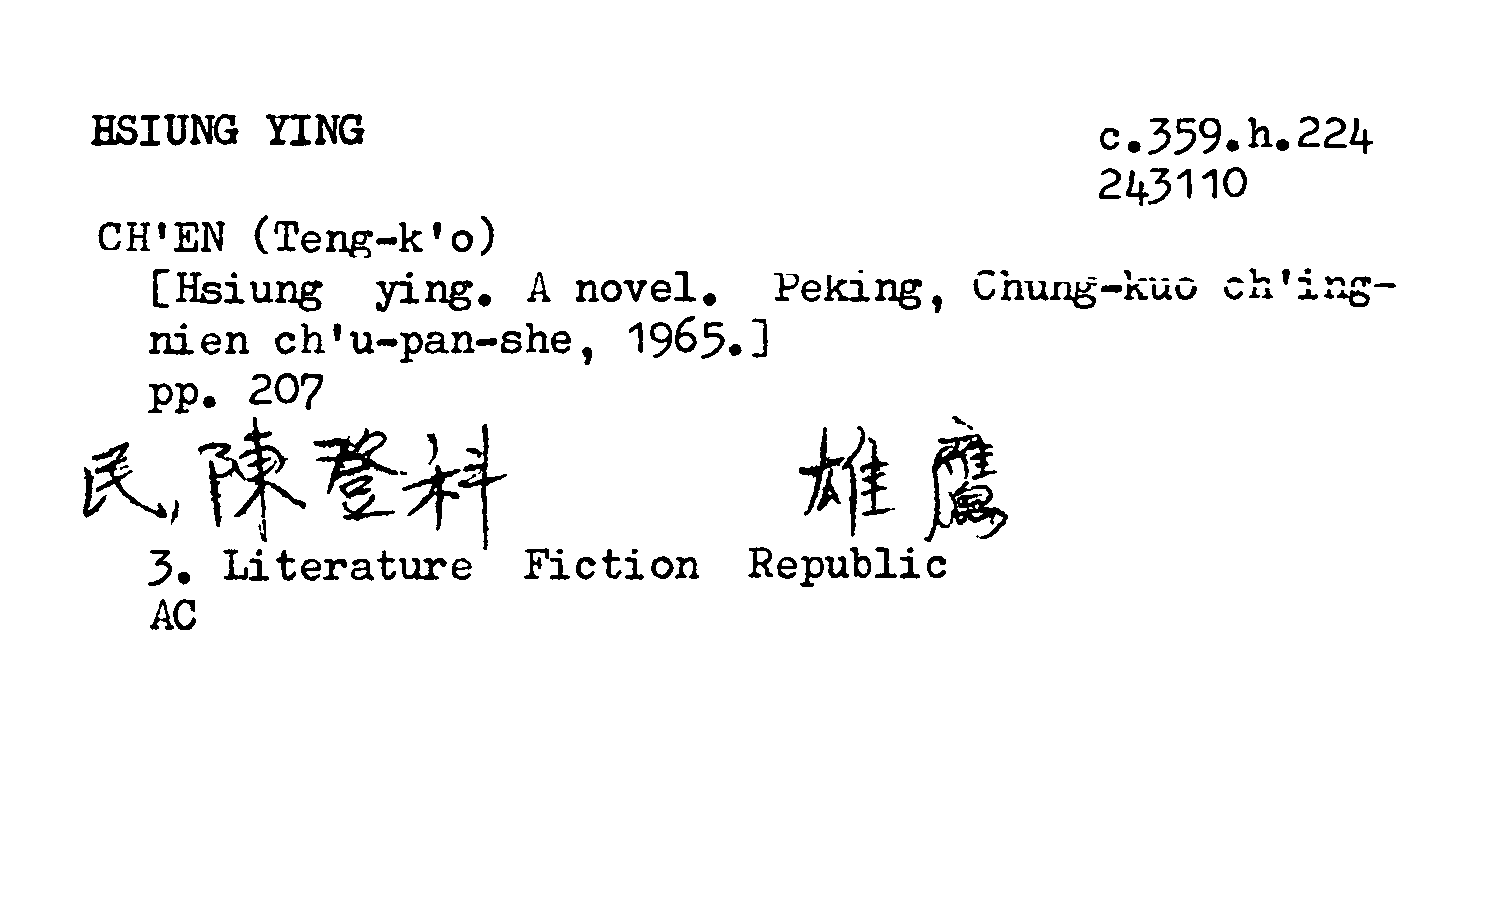 HSIUNG YING
c.359.h.224
243110
CH'EN (Teng-k'o)
[Hsiung ying. A novel. Peking, Chung-kuo ch'ing-
nien ch'u-pan-she, 1965.]
pp. 207
民, 陳登科 雄鷹
3. Literature Fiction Republic
AC